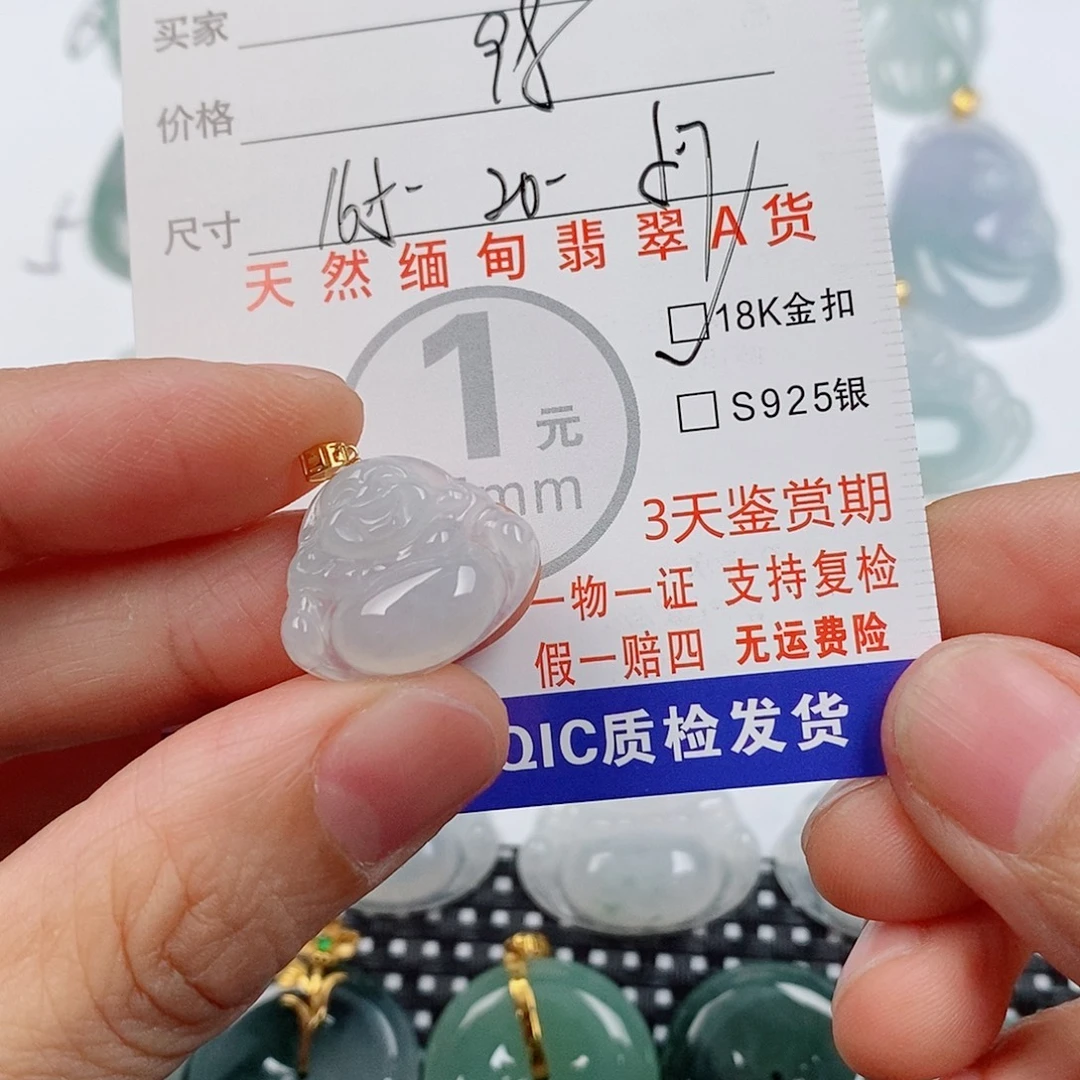 买家
价格 98
尺寸
天然缅甸翡翠A货
1元
mm
18K金扣
S925银
3天鉴赏期
一物一证 支持复检
假一赔四 无运费险
QIC质检发货